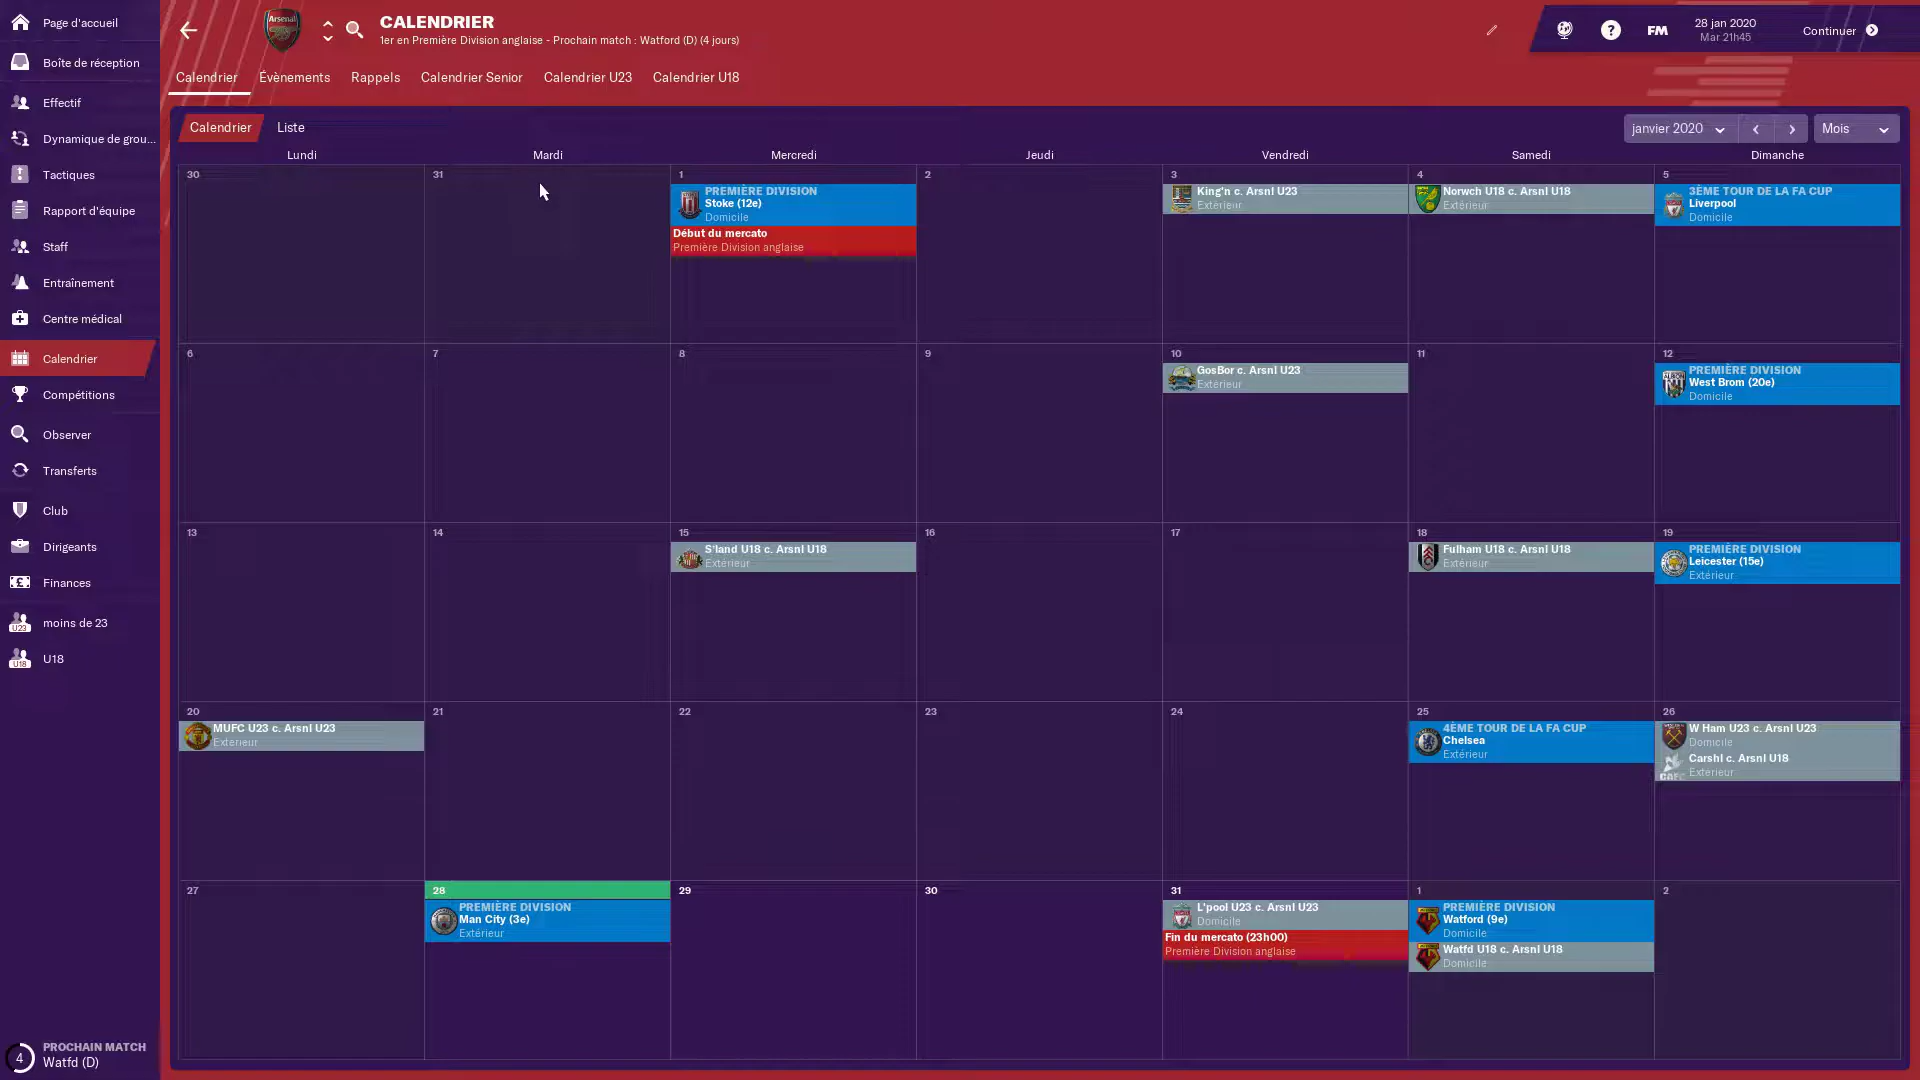 Page d'accueil
Boîte de réception
Effectif
Dynamique de grou...
Tactiques
Rapport d'équipe
Staff
Entraînement
Centre médical
Calendrier
Compétitions
Observer
Transferts
Club
Dirigeants
Finances
U23 moins de 23
U18 U18
PROCHAIN MATCH
4 Watfd (D)
Arsenal
CALENDRIER
1er en Première Division anglaise - Prochain match : Watford (D) (4 jours)
? FM
28 jan 2020
Mar 21h45
Continuer
Calendrier Évènements Rappels Calendrier Senior Calendrier U23 Calendrier U18
Calendrier Liste
janvier 2020 Mois
Lundi Mardi Mercredi Jeudi Vendredi Samedi Dimanche
30
31
1
PREMIÈRE DIVISION
Stoke (12e)
Domicile
Début du mercato
Première Division anglaise
2
3
King'n c. Arsnl U23
Extérieur
4
Norwch U18 c. Arsnl U18
Extérieur
5
3ÈME TOUR DE LA FA CUP
Liverpool
Domicile
6
7
8
9
10
GosBor c. Arsnl U23
Extérieur
11
12
PREMIÈRE DIVISION
West Brom (20e)
Domicile
13
14
15
S'land U18 c. Arsnl U18
Extérieur
16
17
18
Fulham U18 c. Arsnl U18
Extérieur
19
PREMIÈRE DIVISION
Leicester (15e)
Extérieur
20
MUFC U23 c. Arsnl U23
Extérieur
21
22
23
24
25
4ÈME TOUR DE LA FA CUP
Chelsea
Extérieur
26
W Ham U23 c. Arsnl U23
Domicile
Carshl c. Arsnl U18
Extérieur
27
28
PREMIÈRE DIVISION
Man City (3e)
Extérieur
29
30
31
L'pool U23 c. Arsnl U23
Domicile
Fin du mercato (23h00)
Première Division anglaise
1
PREMIÈRE DIVISION
Watford (9e)
Domicile
Watfd U18 c. Arsnl U18
Domicile
2